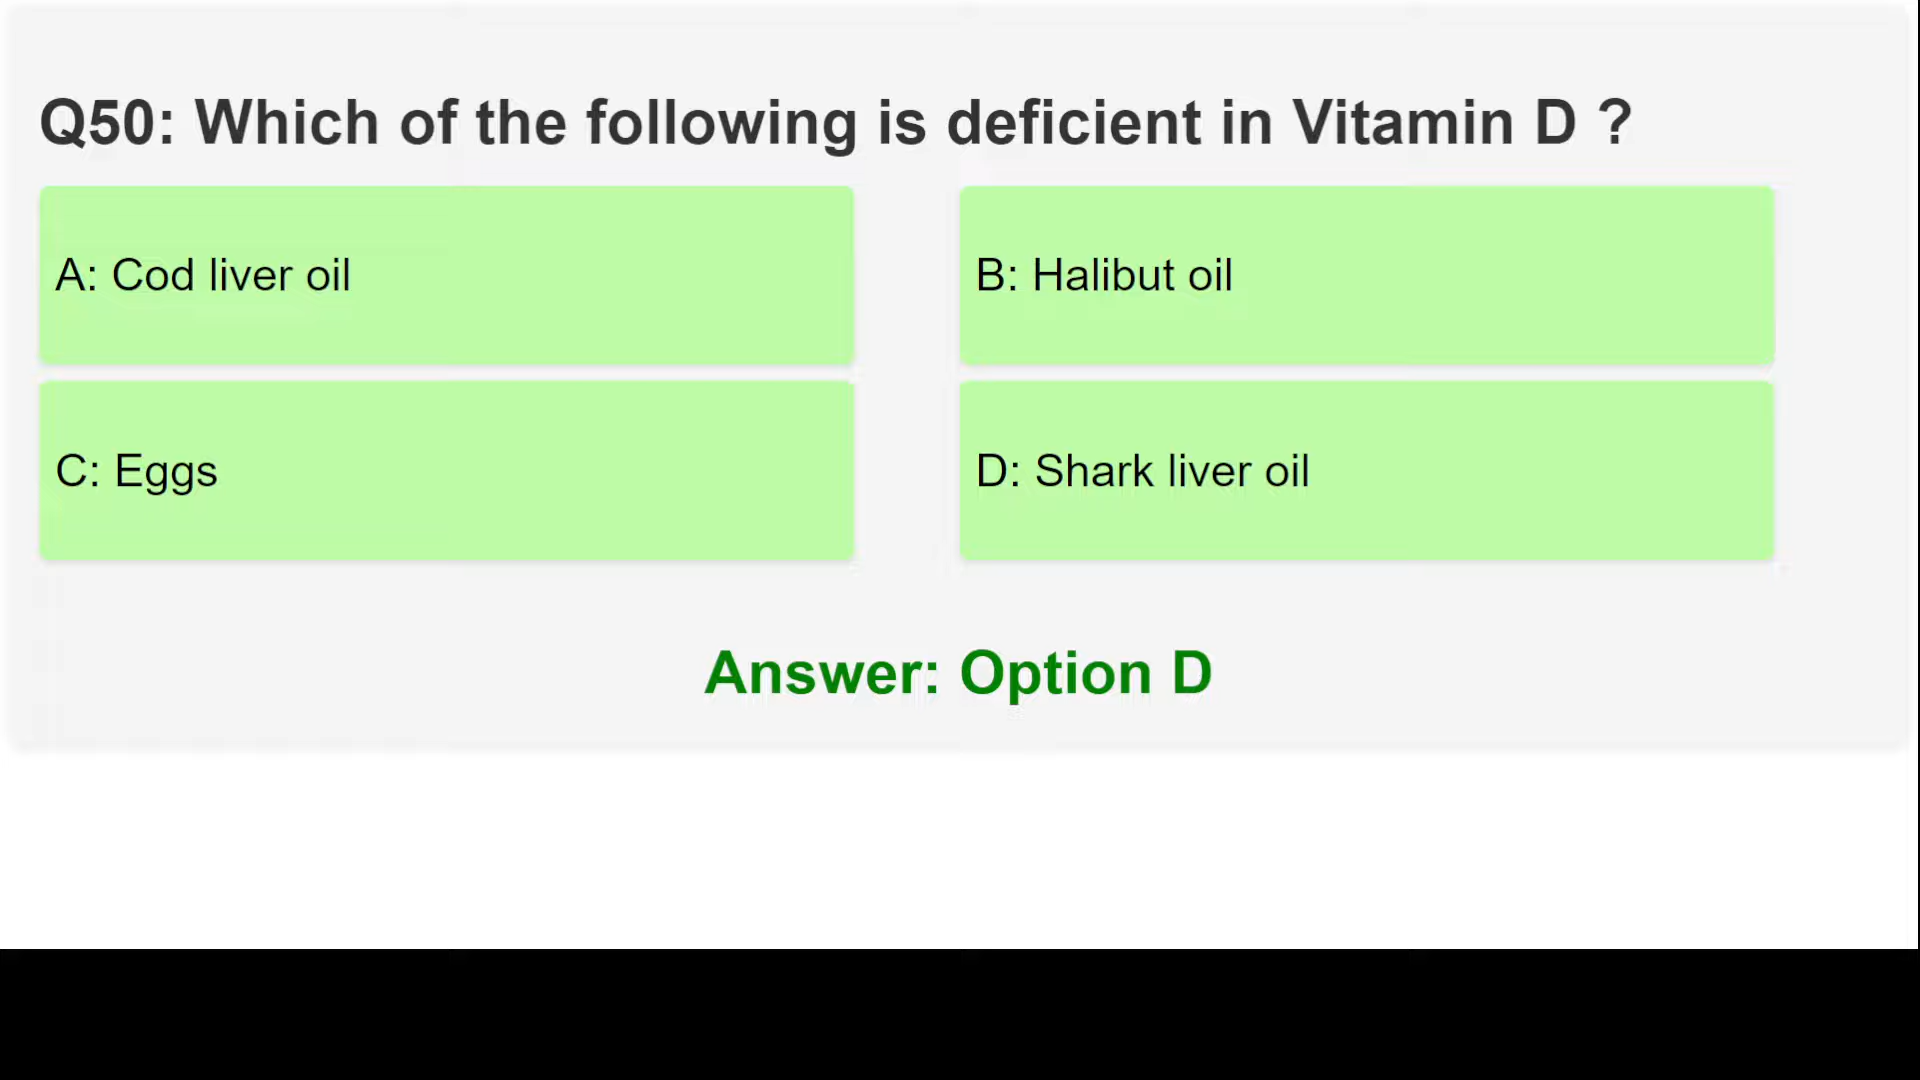 Q50: Which of the following is deficient in Vitamin D ?
A: Cod liver oil
B: Halibut oil
C: Eggs
D: Shark liver oil
Answer: Option D